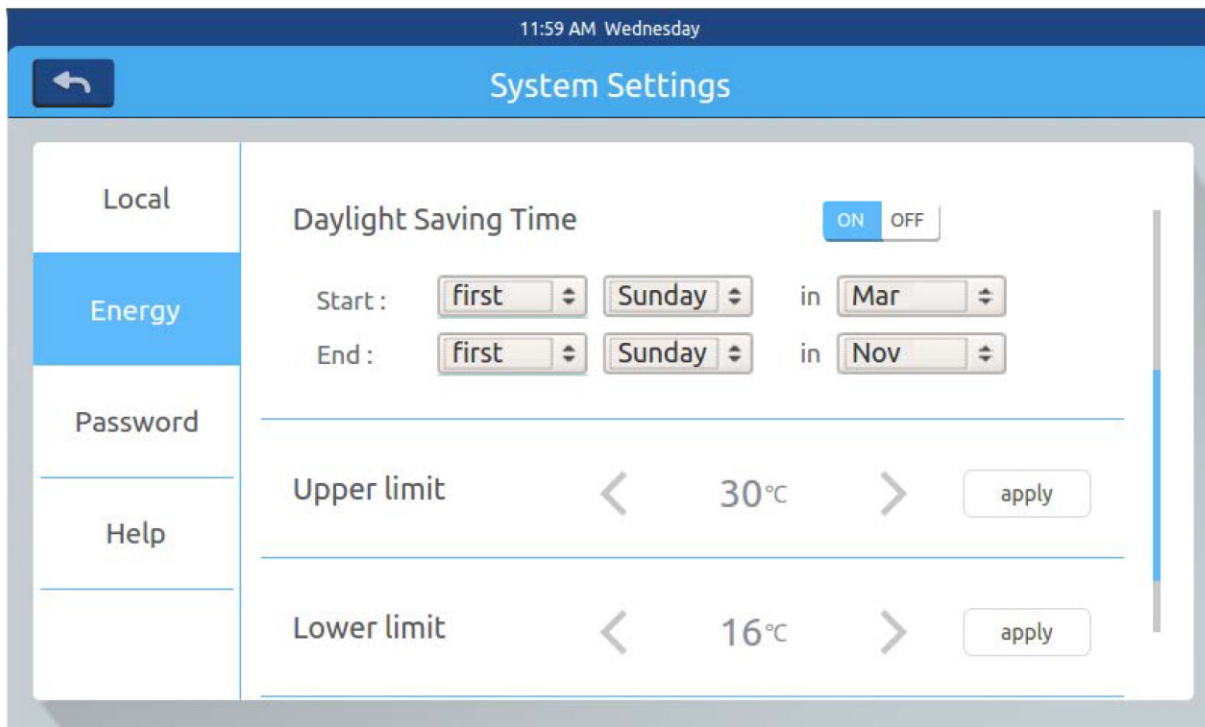 11:59 AM Wednesday
System Settings
Local
Energy
Password
Help
Daylight Saving Time ON OFF
Start : first Sunday in Mar
End : first Sunday in Nov
Upper limit 30°C apply
Lower limit 16°C apply